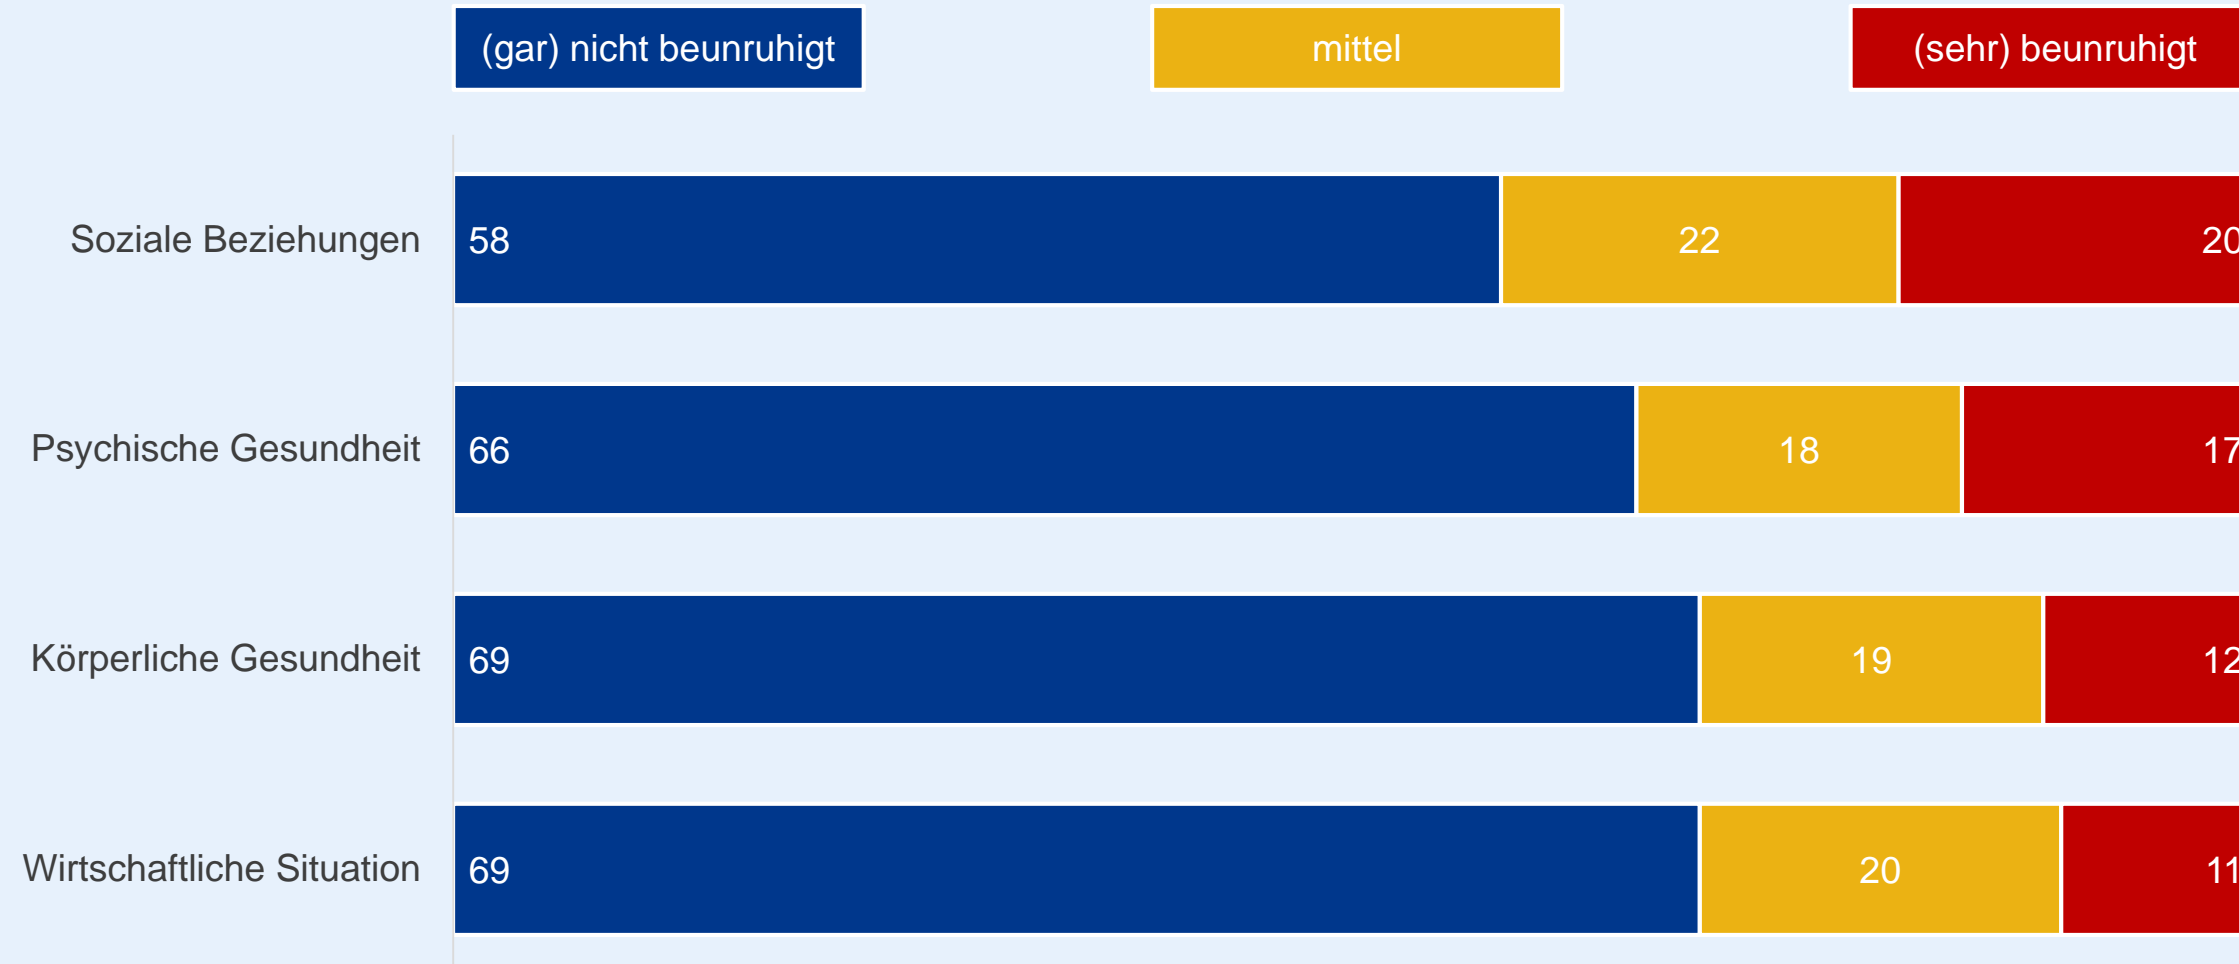 (gar) nicht beunruhigt mittel (sehr) beunruhigt
Soziale Beziehungen 58 22 20
Psychische Gesundheit 66 18 17
Körperliche Gesundheit 69 19 12
Wirtschaftliche Situation 69 20 11